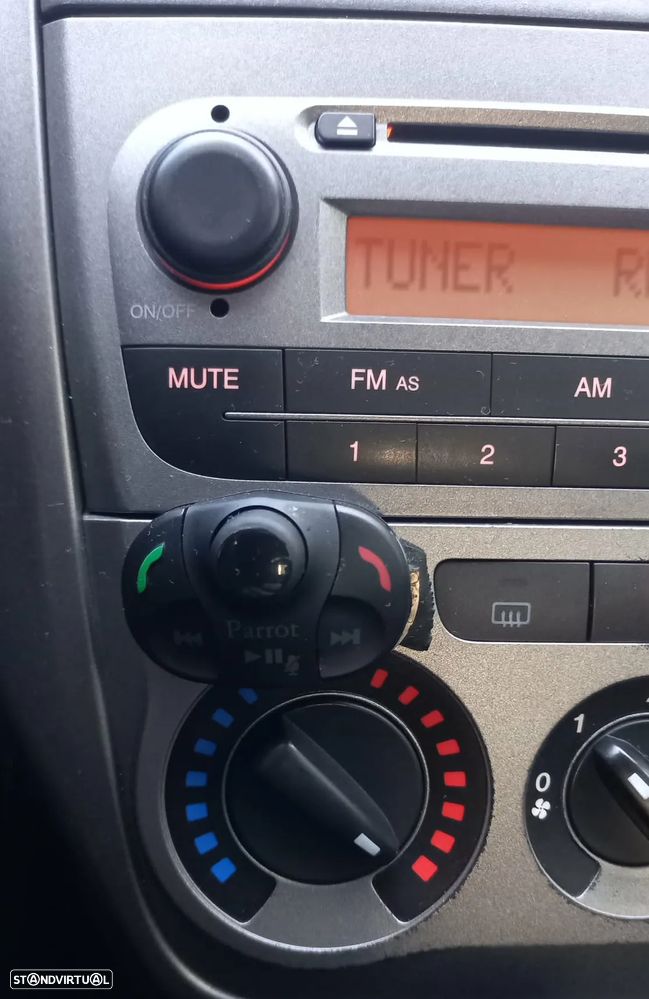 TUNER
ON/OFF
MUTE FM AS AM
1 2 3
Parrot
1
0
STANDVIRTUAL